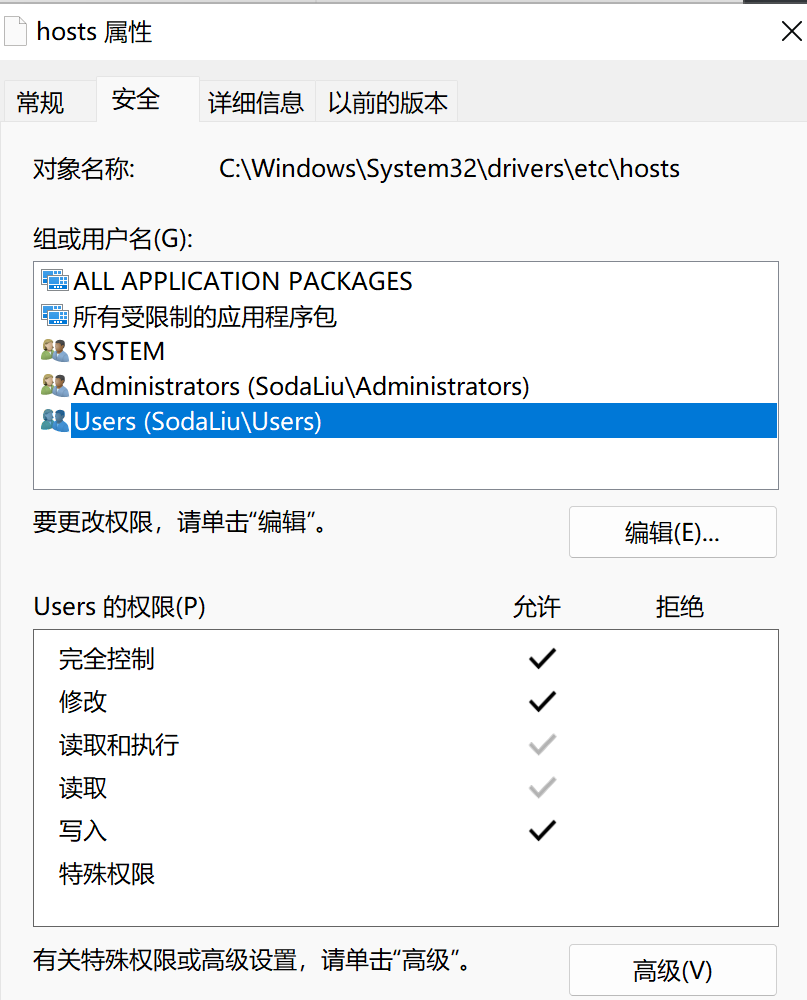 hosts 属性
常规
安全
详细信息
以前的版本
对象名称: C:\Windows\System32\drivers\etc\hosts
组或用户名(G):
ALL APPLICATION PACKAGES
所有受限制的应用程序包
SYSTEM
Administrators (SodaLiu\Administrators)
Users (SodaLiu\Users)
要更改权限，请单击“编辑”。
编辑(E)...
Users 的权限(P) 允许 拒绝
完全控制
修改
读取和执行
读取
写入
特殊权限
有关特殊权限或高级设置，请单击“高级”。
高级(V)